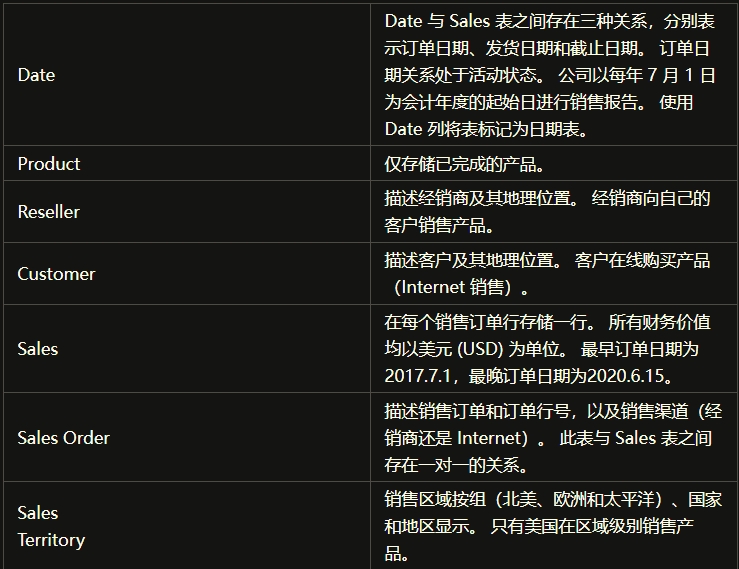 Date
Date 与 Sales 表之间存在三种关系，分别表
示订单日期、发货日期和截止日期。 订单日
期关系处于活动状态。 公司以每年 7 月 1 日
为会计年度的起始日进行销售报告。 使用
Date 列将表标记为日期表。
Product
仅存储已完成的产品。
Reseller
描述经销商及其地理位置。 经销商向自己的
客户销售产品。
Customer
描述客户及其地理位置。 客户在线购买产品
（Internet 销售）。
Sales
在每个销售订单行存储一行。 所有财务价值
均以美元 (USD) 为单位。 最早订单日期为
2017.7.1，最晚订单日期为2020.6.15。
Sales Order
描述销售订单和订单行号，以及销售渠道（经
销商还是 Internet）。 此表与 Sales 表之间
存在一对一的关系。
Sales
Territory
销售区域按组（北美、欧洲和太平洋）、国家
和地区显示。 只有美国在区域级别销售产
品。